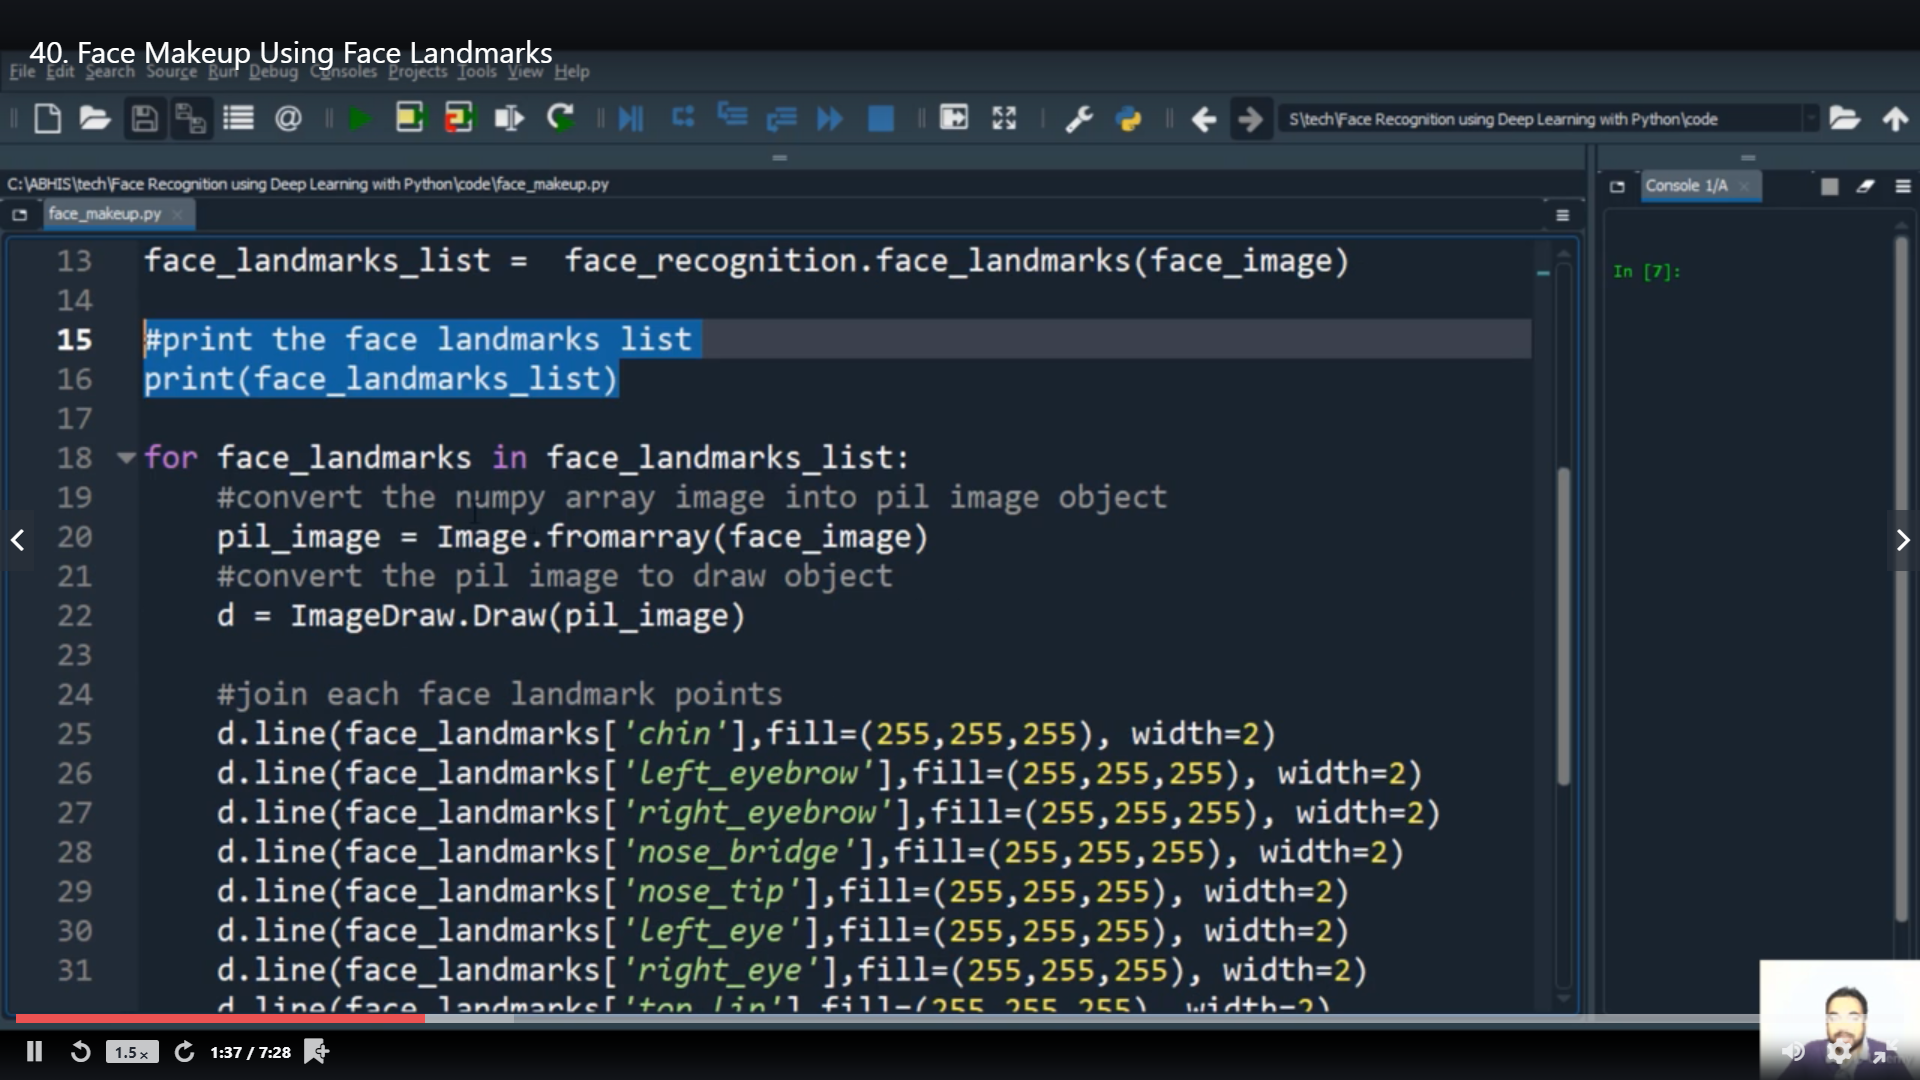 40. Face Makeup Using Face Landmarks
File Edit Search Source Run Debug Consoles Projects Tools View Help
S\tech\Face Recognition using Deep Learning with Python\code
C:\ABHIS\tech\Face Recognition using Deep Learning with Python\code\face_makeup.py
face_makeup.py
Console 1/A
In [7]:
13 face_landmarks_list =  face_recognition.face_landmarks(face_image)
14
15 #print the face landmarks list
16 print(face_landmarks_list)
17
18 for face_landmarks in face_landmarks_list:
19 #convert the numpy array image into pil image object
20 pil_image = Image.fromarray(face_image)
21 #convert the pil image to draw object
22 d = ImageDraw.Draw(pil_image)
23
24 #join each face landmark points
25 d.line(face_landmarks['chin'],fill=(255,255,255), width=2)
26 d.line(face_landmarks['left_eyebrow'],fill=(255,255,255), width=2)
27 d.line(face_landmarks['right_eyebrow'],fill=(255,255,255), width=2)
28 d.line(face_landmarks['nose_bridge'],fill=(255,255,255), width=2)
29 d.line(face_landmarks['nose_tip'],fill=(255,255,255), width=2)
30 d.line(face_landmarks['left_eye'],fill=(255,255,255), width=2)
31 d.line(face_landmarks['right_eye'],fill=(255,255,255), width=2)
d.line(face_landmarks['top_lip'],fill=(255,255,255), width=2)
1.5x
1:37 / 7:28